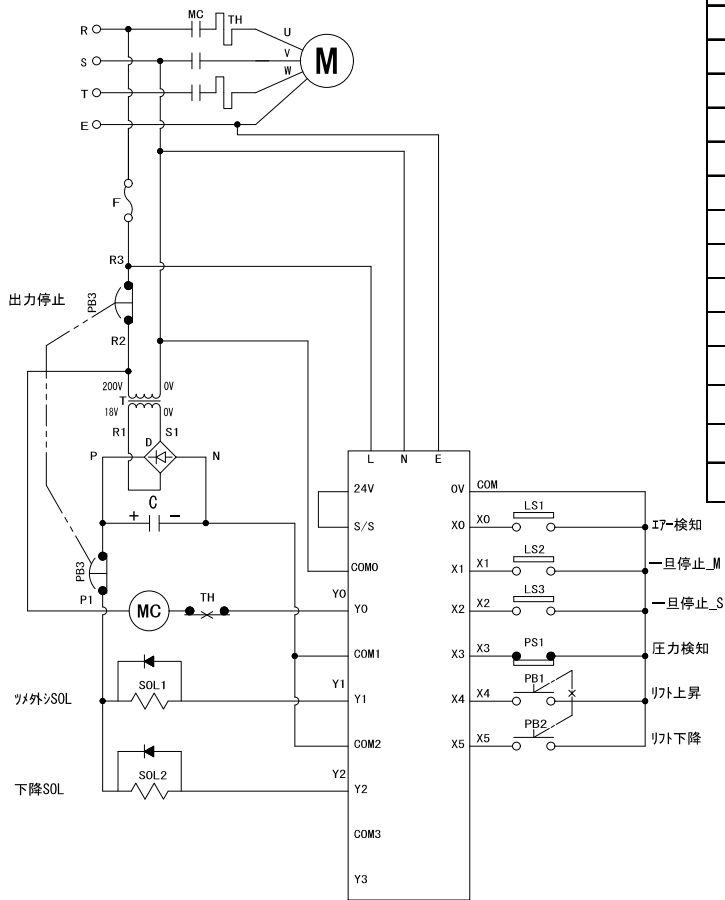 R
MC
TH
U
S
V
M
T
W
E
F
R3
出力停止
PB3
R2
200V
0V
T
18V
0V
R1
S1
D
P
N
C
+
-
PB3
P1
MC
TH
Y0
ﾂﾒ外ｼSOL
SOL1
Y1
下降SOL
SOL2
Y2
L
N
E
24V
0V
COM
S/S
X0
X0
LS1
ｴｱｰ検知
COM0
X1
X1
LS2
一旦停止_M
Y0
X2
X2
LS3
一旦停止_S
COM1
X3
X3
PS1
圧力検知
Y1
X4
X4
PB1
ﾘﾌﾄ上昇
COM2
X5
X5
PB2
ﾘﾌﾄ下降
Y2
COM3
Y3